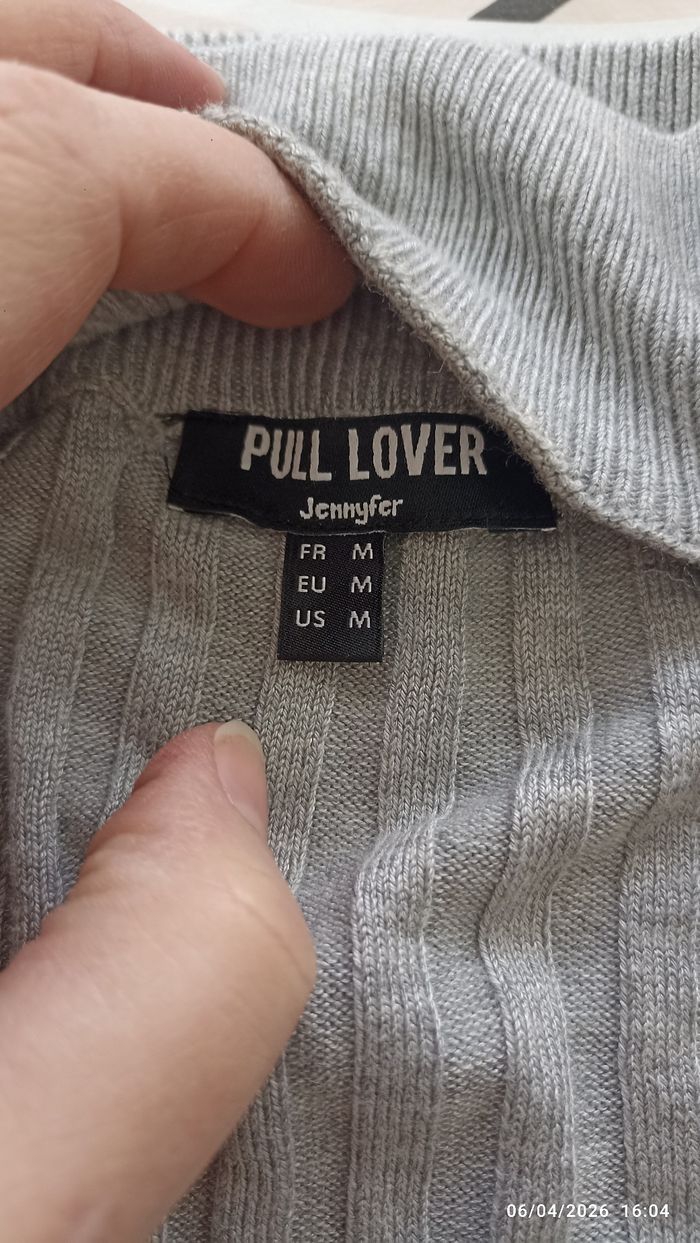 PULL LOVER
Jennyfer
FR M
EU M
US M
06/04/2026 16:04